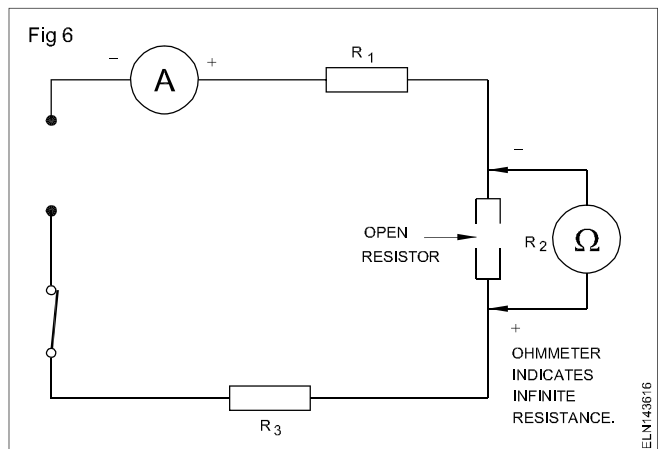 Fig 6
− A +
R1
−
OPEN
RESISTOR
R2 Ω
+
OHMMETER
INDICATES
INFINITE
RESISTANCE.
R3
ELN143616